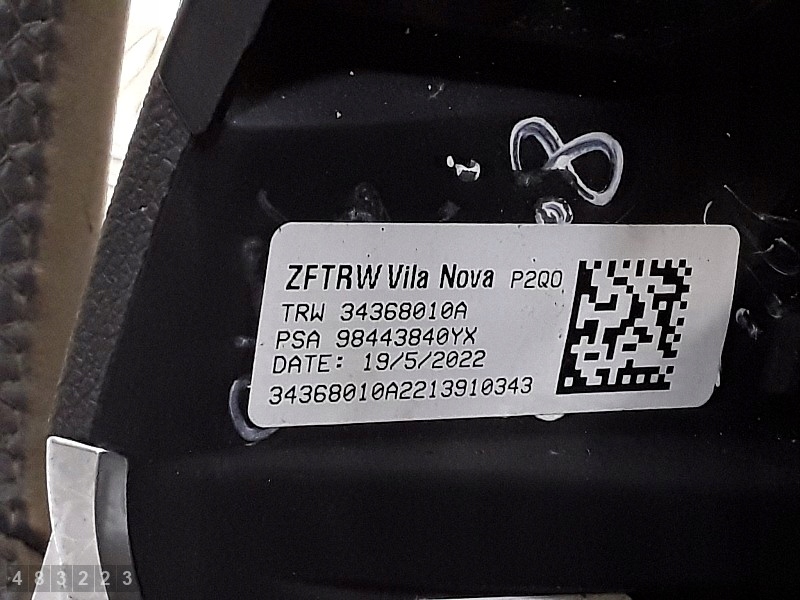 ZFTRW Vila Nova P2QO
TRW 34368010A
PSA 98443840YX
DATE: 19/5/2022
34368010A2213910343
483223